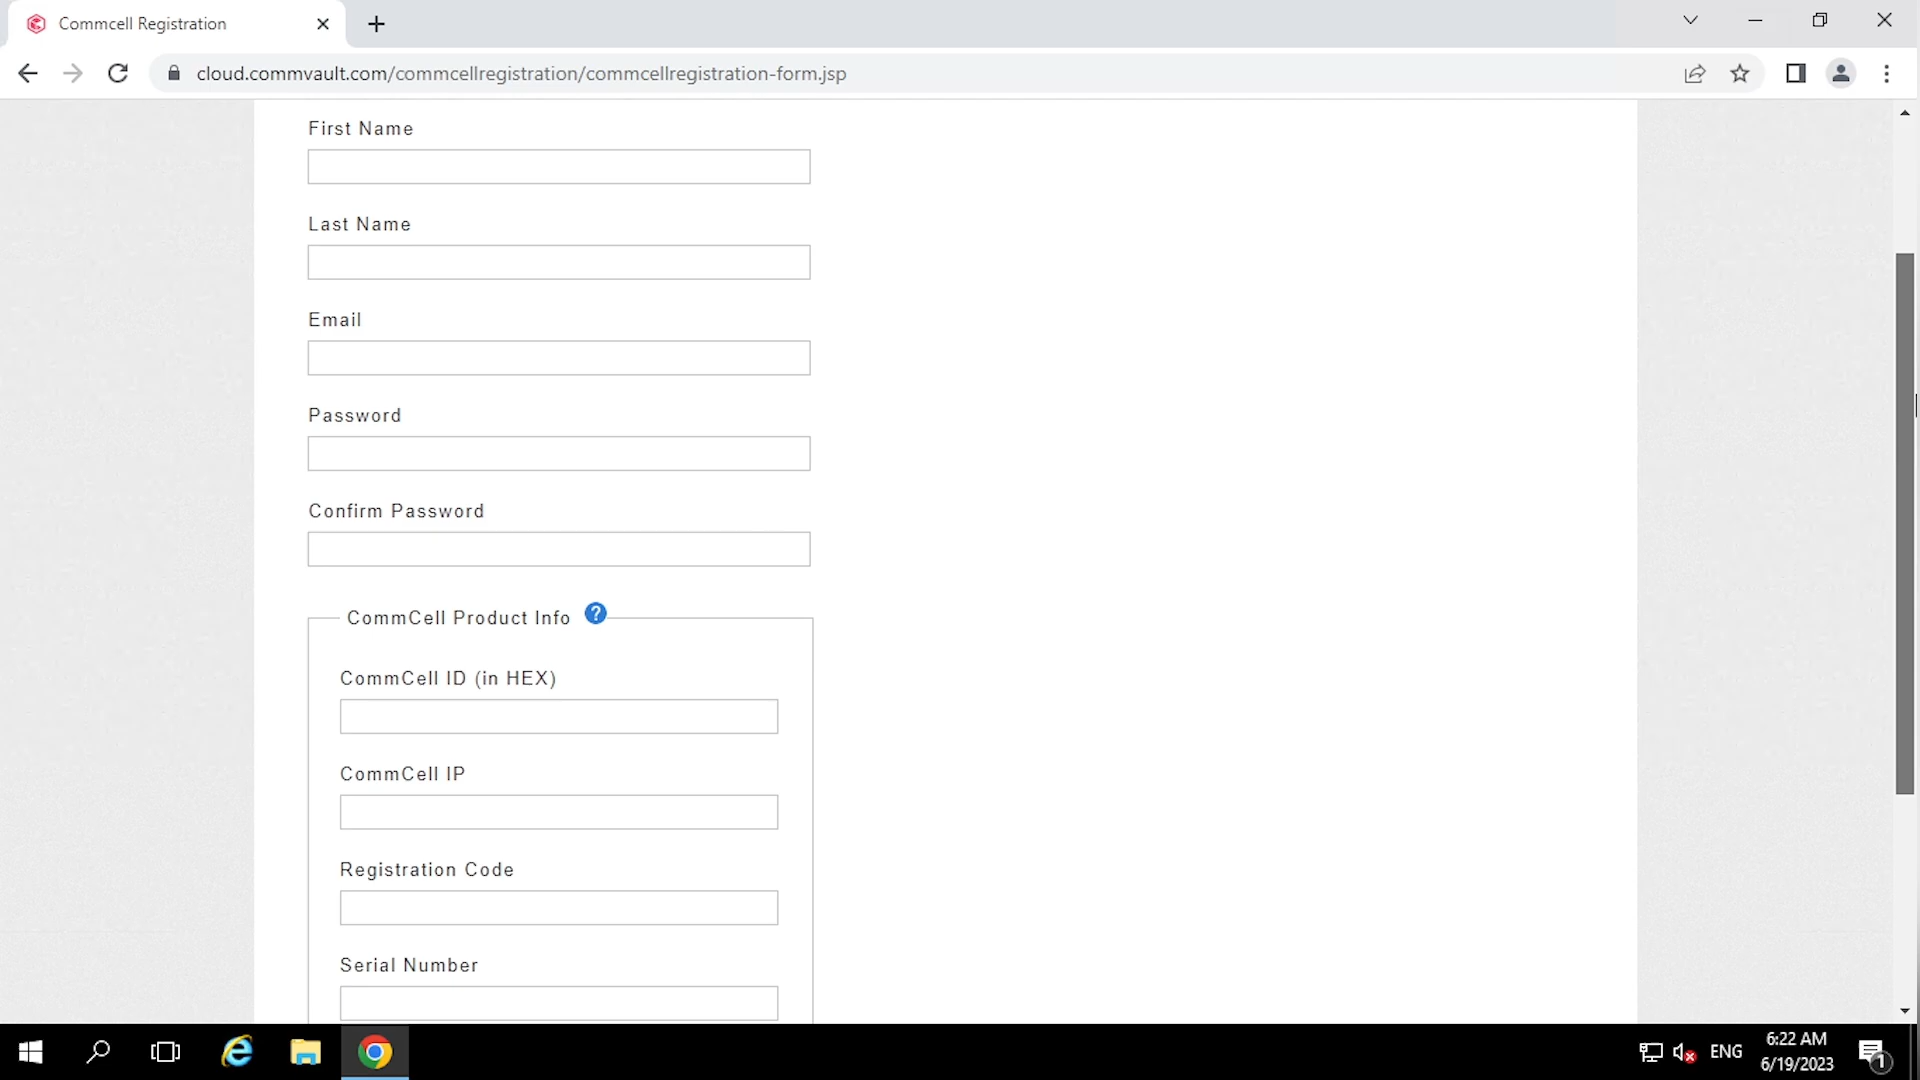 Commcell Registration
cloud.commvault.com/commcellregistration/commcellregistration-form.jsp
First Name
Last Name
Email
Password
Confirm Password
CommCell Product Info ?
CommCell ID (in HEX)
CommCell IP
Registration Code
Serial Number
ENG
6:22 AM
6/19/2023
1